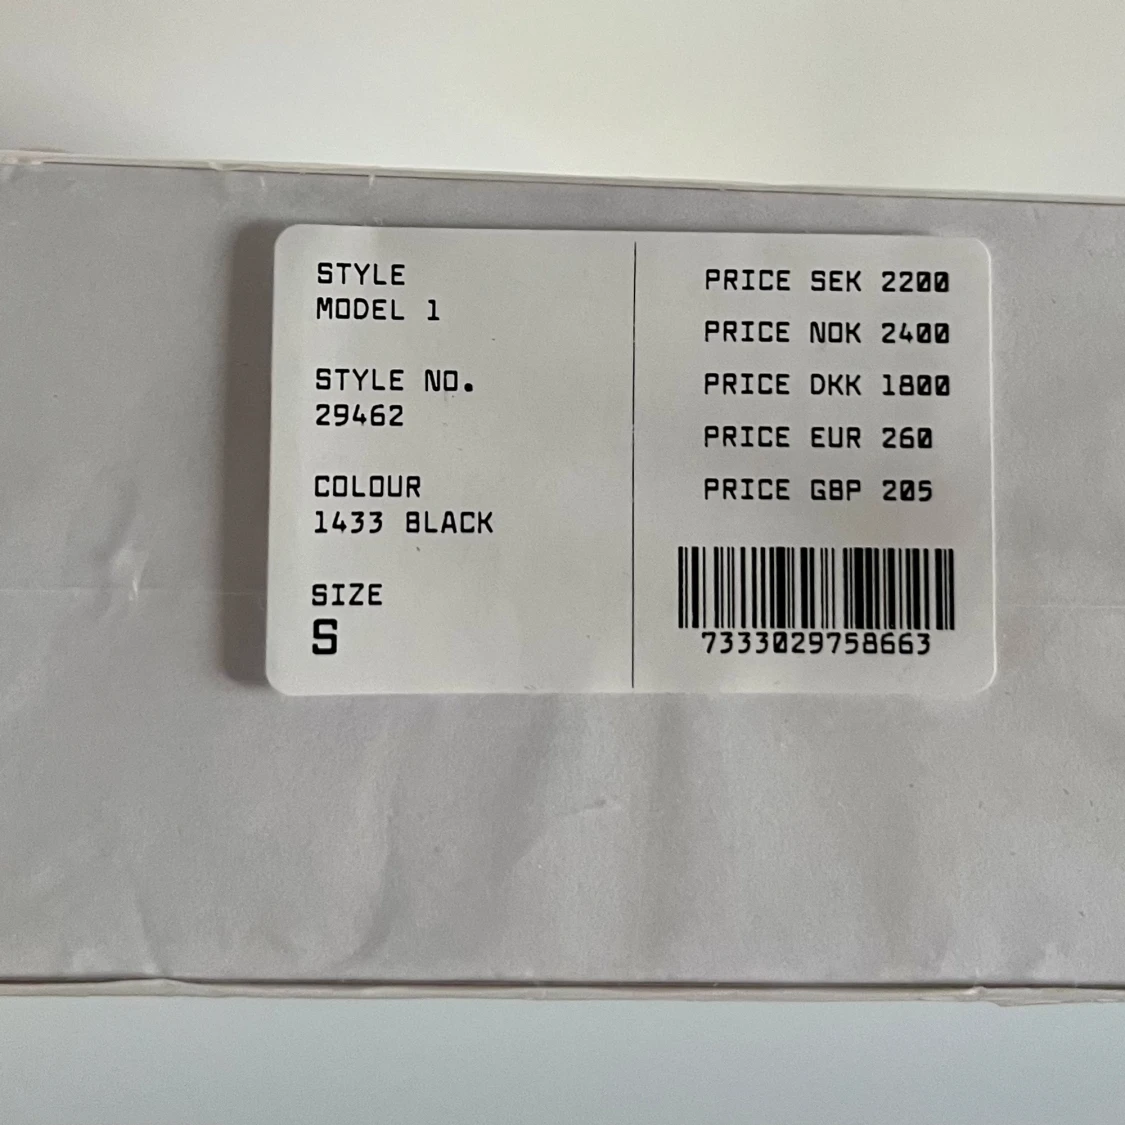 STYLE
MODEL 1
STYLE NO.
29462
COLOUR
1433 BLACK
SIZE
S
PRICE SEK 2200
PRICE NOK 2400
PRICE DKK 1800
PRICE EUR 260
PRICE GBP 205
7333029758663